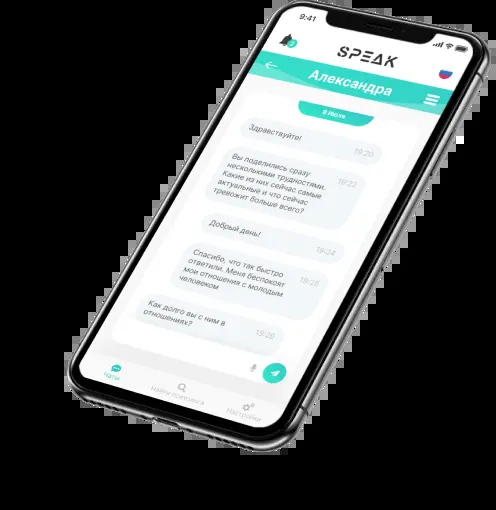 9:41
2
SPEAK
Александра
8 Июля
Здравствуйте!
19:20
Вы поделились сразу
несколькими трудностями.
Какие из них сейчас самые
актуальные и что сейчас
тревожит больше всего?
19:22
Добрый день!
19:24
Спасибо, что так быстро
ответили. Меня беспокоят
мои отношения с молодым
человеком
19:25
Как долго вы с ним в
отношениях?
19:26
Чаты
Найти психолога
Настройки